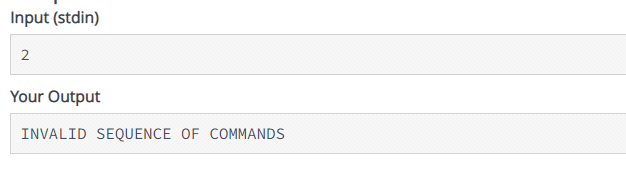 Input (stdin)
2
Your Output
INVALID SEQUENCE OF COMMANDS